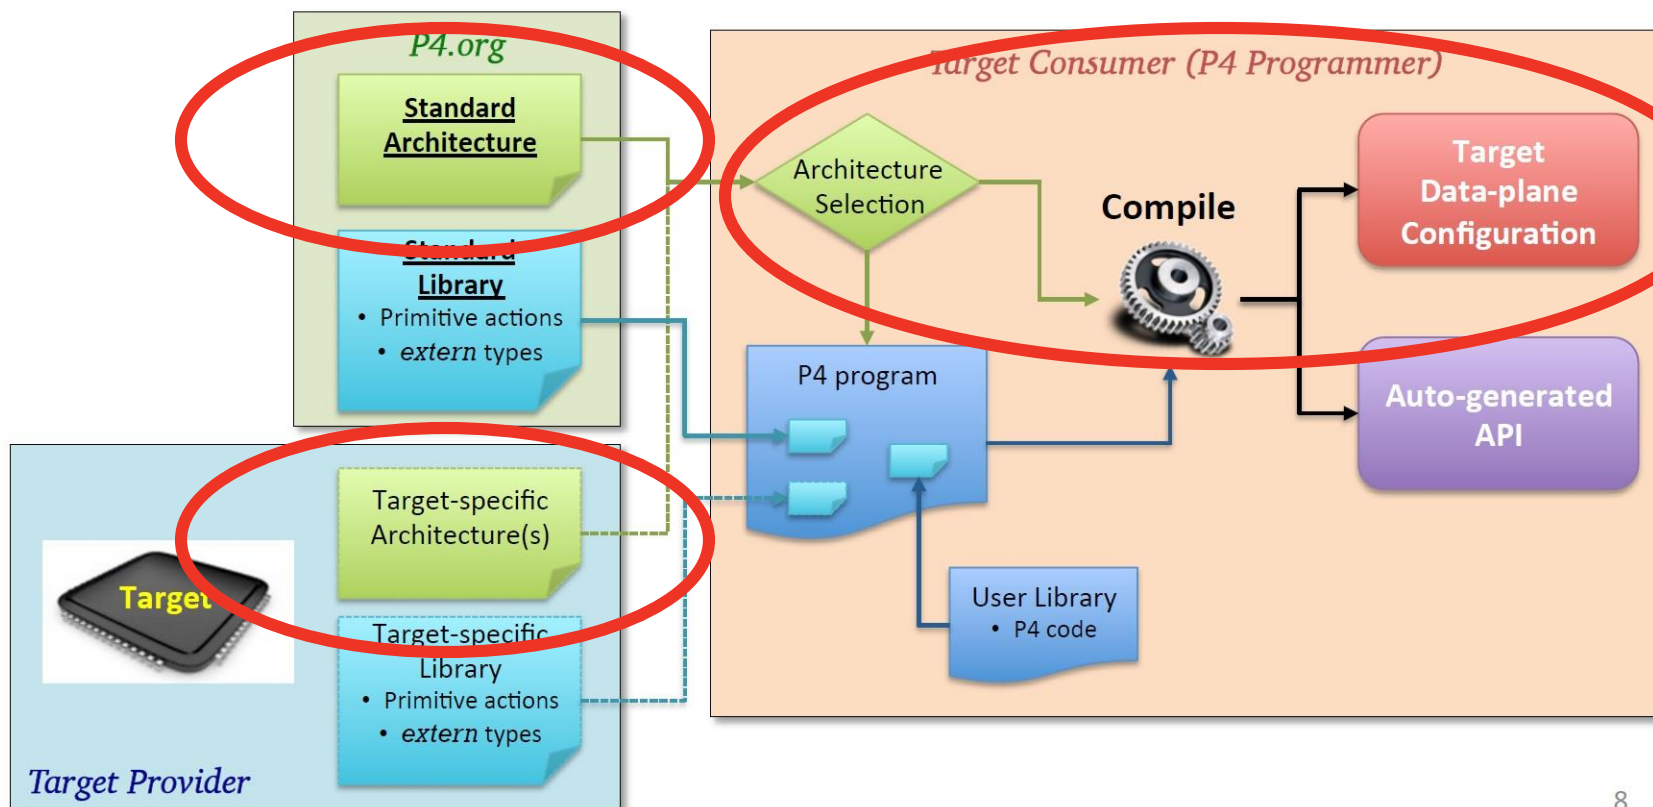 P4.org
Standard
Architecture
Standard
Library
• Primitive actions
• extern types
Target Provider
Target
Target-specific
Architecture(s)
Target-specific
Library
• Primitive actions
• extern types
Target Consumer (P4 Programmer)
Architecture
Selection
Compile
Target
Data-plane
Configuration
P4 program
Auto-generated
API
User Library
• P4 code
8